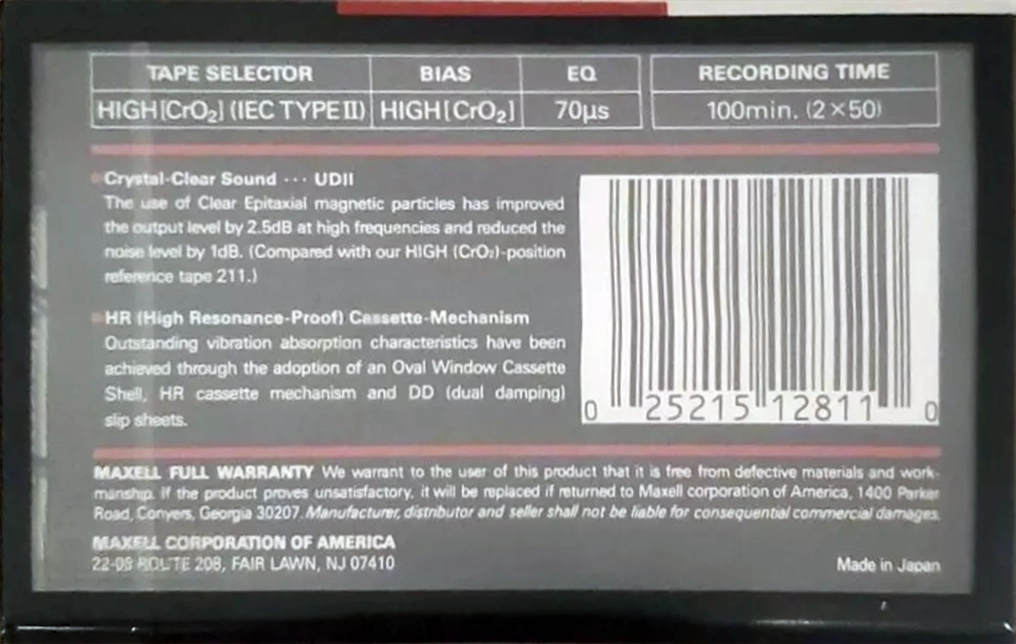 TAPE SELECTOR BIAS EQ RECORDING TIME
HIGH[CrO₂] (IEC TYPE II) HIGH[CrO₂] 70μs 100min. (2×50)
Crystal-Clear Sound ··· UDII
The use of Clear Epitaxial magnetic particles has improved
the output level by 2.5dB at high frequencies and reduced the
noise level by 1dB. (Compared with our HIGH (CrO₂)-position
reference tape 211.)
HR (High Resonance-Proof) Cassette-Mechanism
Outstanding vibration absorption characteristics have been
achieved through the adoption of an Oval Window Cassette
Shell, HR cassette mechanism and DD (dual damping)
slip sheets.
0 25215 12811 0
MAXELL FULL WARRANTY We warrant to the user of this product that it is free from defective materials and work-
manship. If the product proves unsatisfactory, it will be replaced if returned to Maxell corporation of America, 1400 Parker
Road, Conyers, Georgia 30207. Manufacturer, distributor and seller shall not be liable for consequential commercial damages.
MAXELL CORPORATION OF AMERICA
22-08 ROUTE 208, FAIR LAWN, NJ 07410
Made in Japan